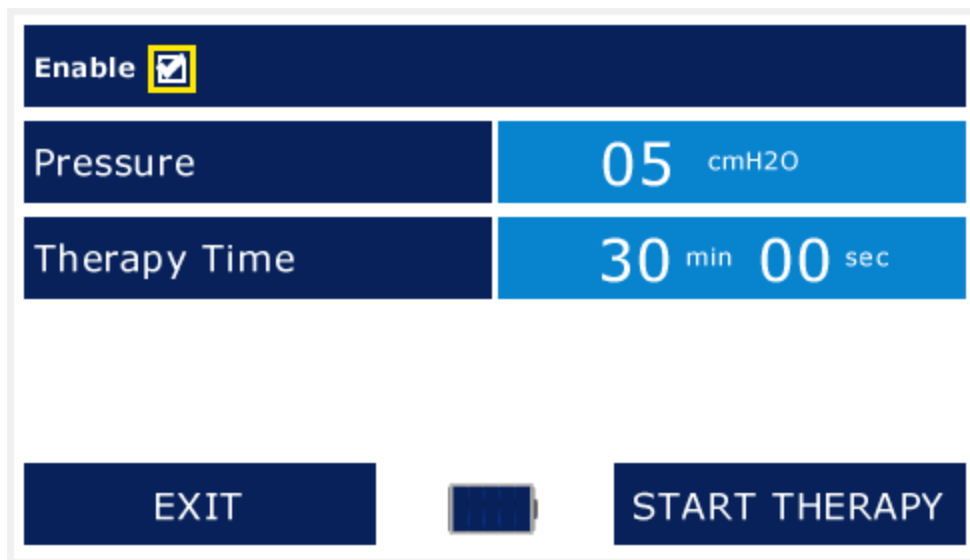 Enable
Pressure 05 cmH2O
Therapy Time 30 min 00 sec
EXIT START THERAPY